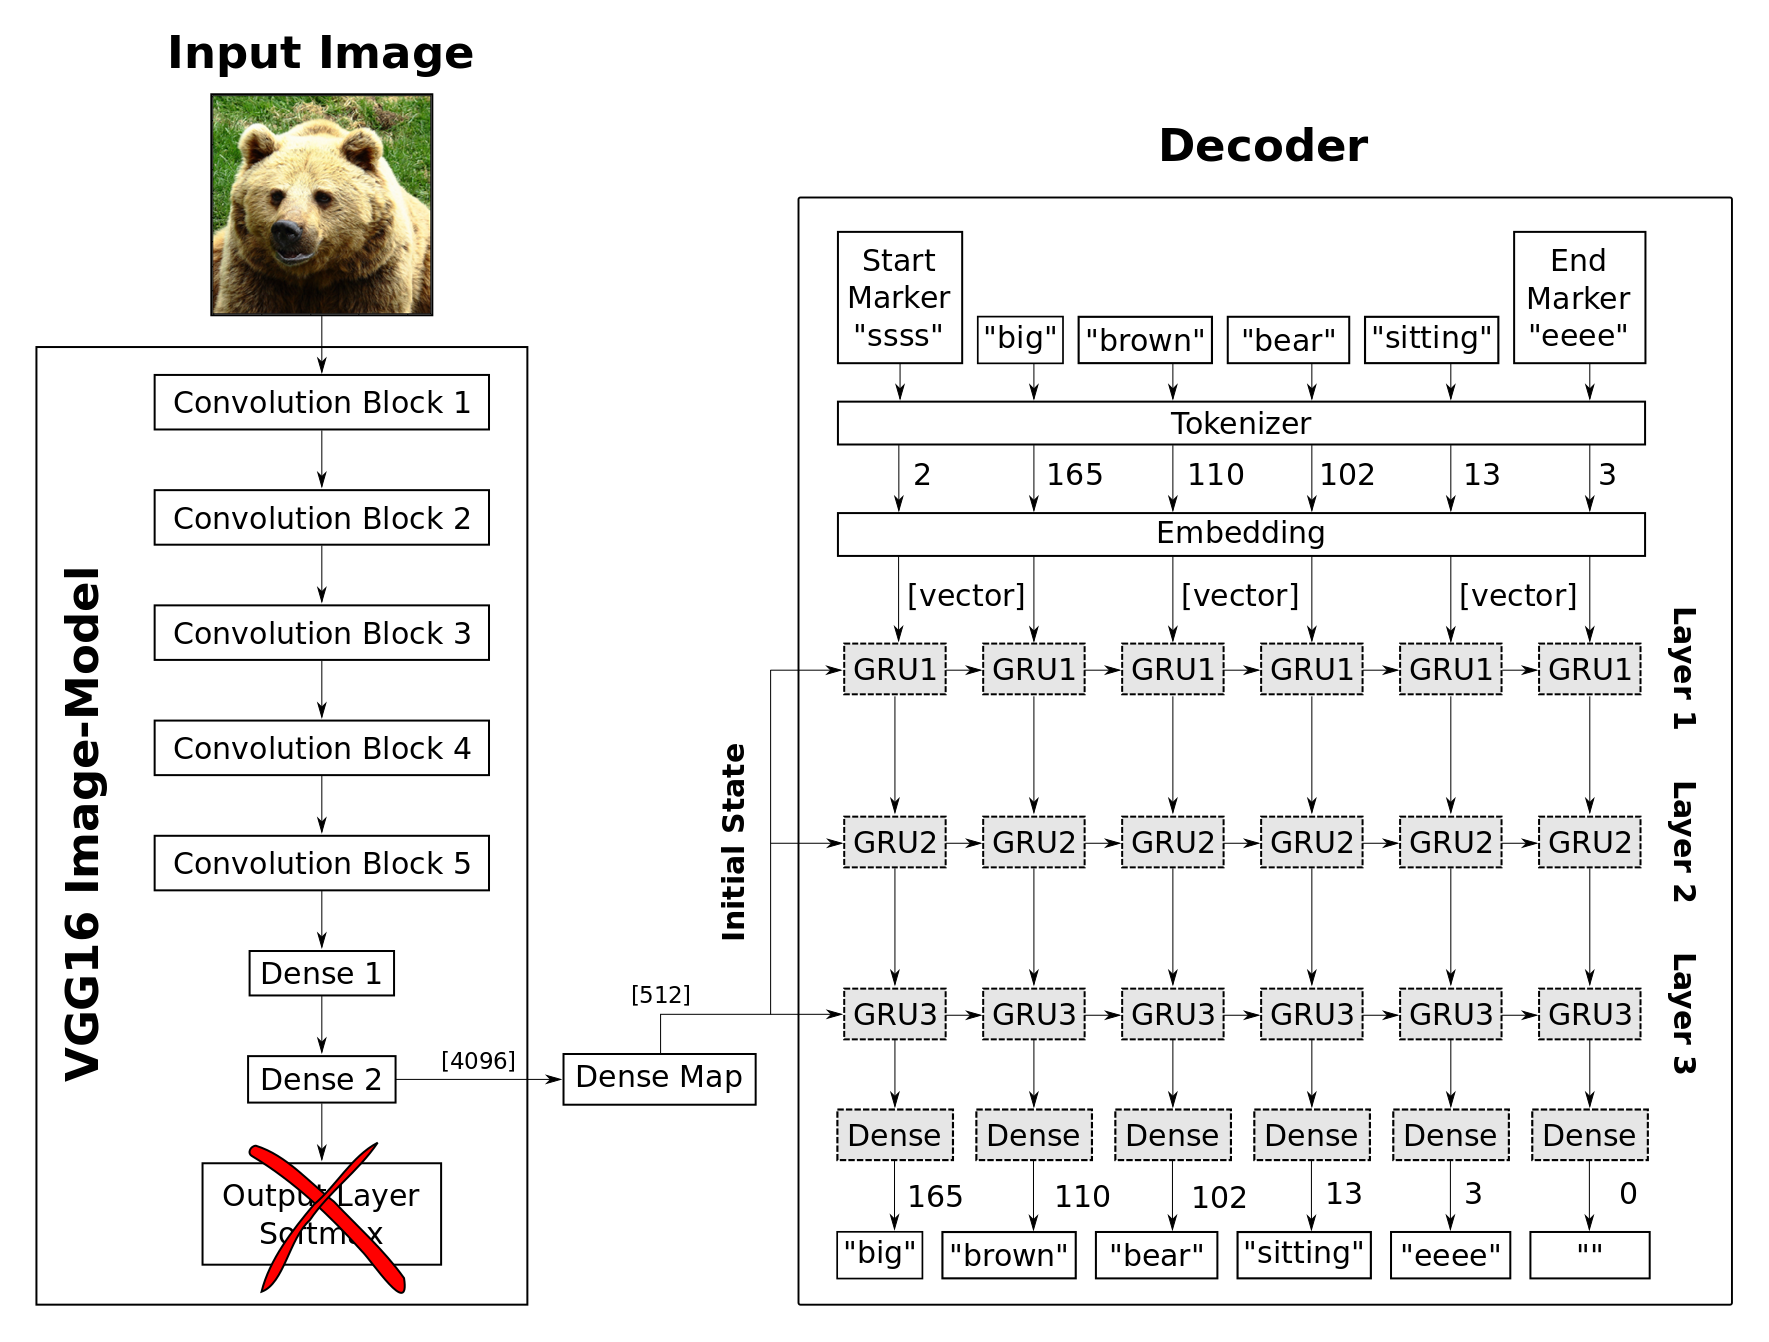 Input Image
Convolution Block 1
Convolution Block 2
Convolution Block 3
Convolution Block 4
Convolution Block 5
Dense 1
Dense 2
Output Layer
Softmax
VGG16 Image-Model
[4096]
Dense Map
[512]
Initial State
Decoder
Start
Marker
"ssss"
"big"
"brown"
"bear"
"sitting"
End
Marker
"eeee"
Tokenizer
2 165 110 102 13 3
Embedding
[vector] [vector] [vector]
GRU1 GRU1 GRU1 GRU1 GRU1 GRU1
Layer 1
GRU2 GRU2 GRU2 GRU2 GRU2 GRU2
Layer 2
GRU3 GRU3 GRU3 GRU3 GRU3 GRU3
Layer 3
Dense Dense Dense Dense Dense Dense
165 110 102 13 3 0
"big" "brown" "bear" "sitting" "eeee" ""